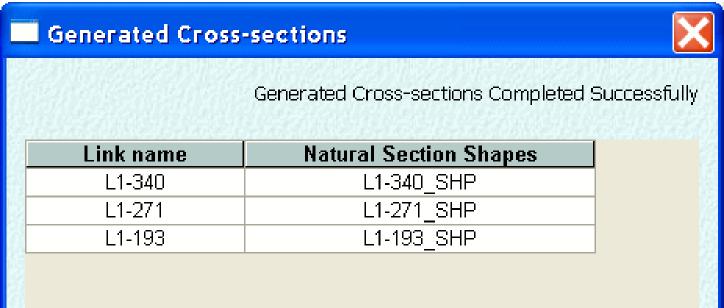 Generated Cross-sections
Generated Cross-sections Completed Successfully
Link name Natural Section Shapes
L1-340 L1-340_SHP
L1-271 L1-271_SHP
L1-193 L1-193_SHP